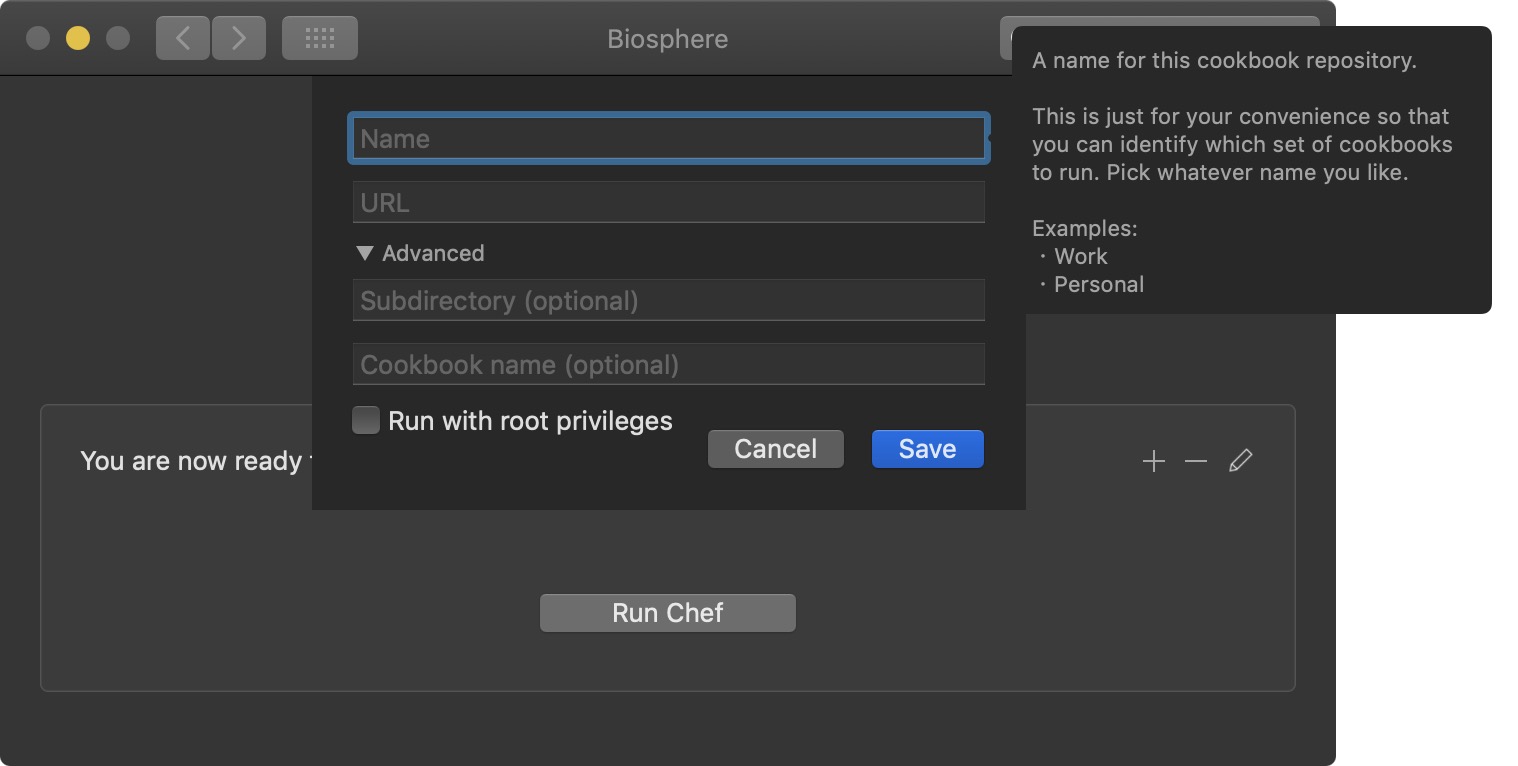 Biosphere
Name
URL
Advanced
Subdirectory (optional)
Cookbook name (optional)
Run with root privileges
Cancel
Save
A name for this cookbook repository.
This is just for your convenience so that
you can identify which set of cookbooks
to run. Pick whatever name you like.
Examples:
· Work
· Personal
You are now ready
Run Chef